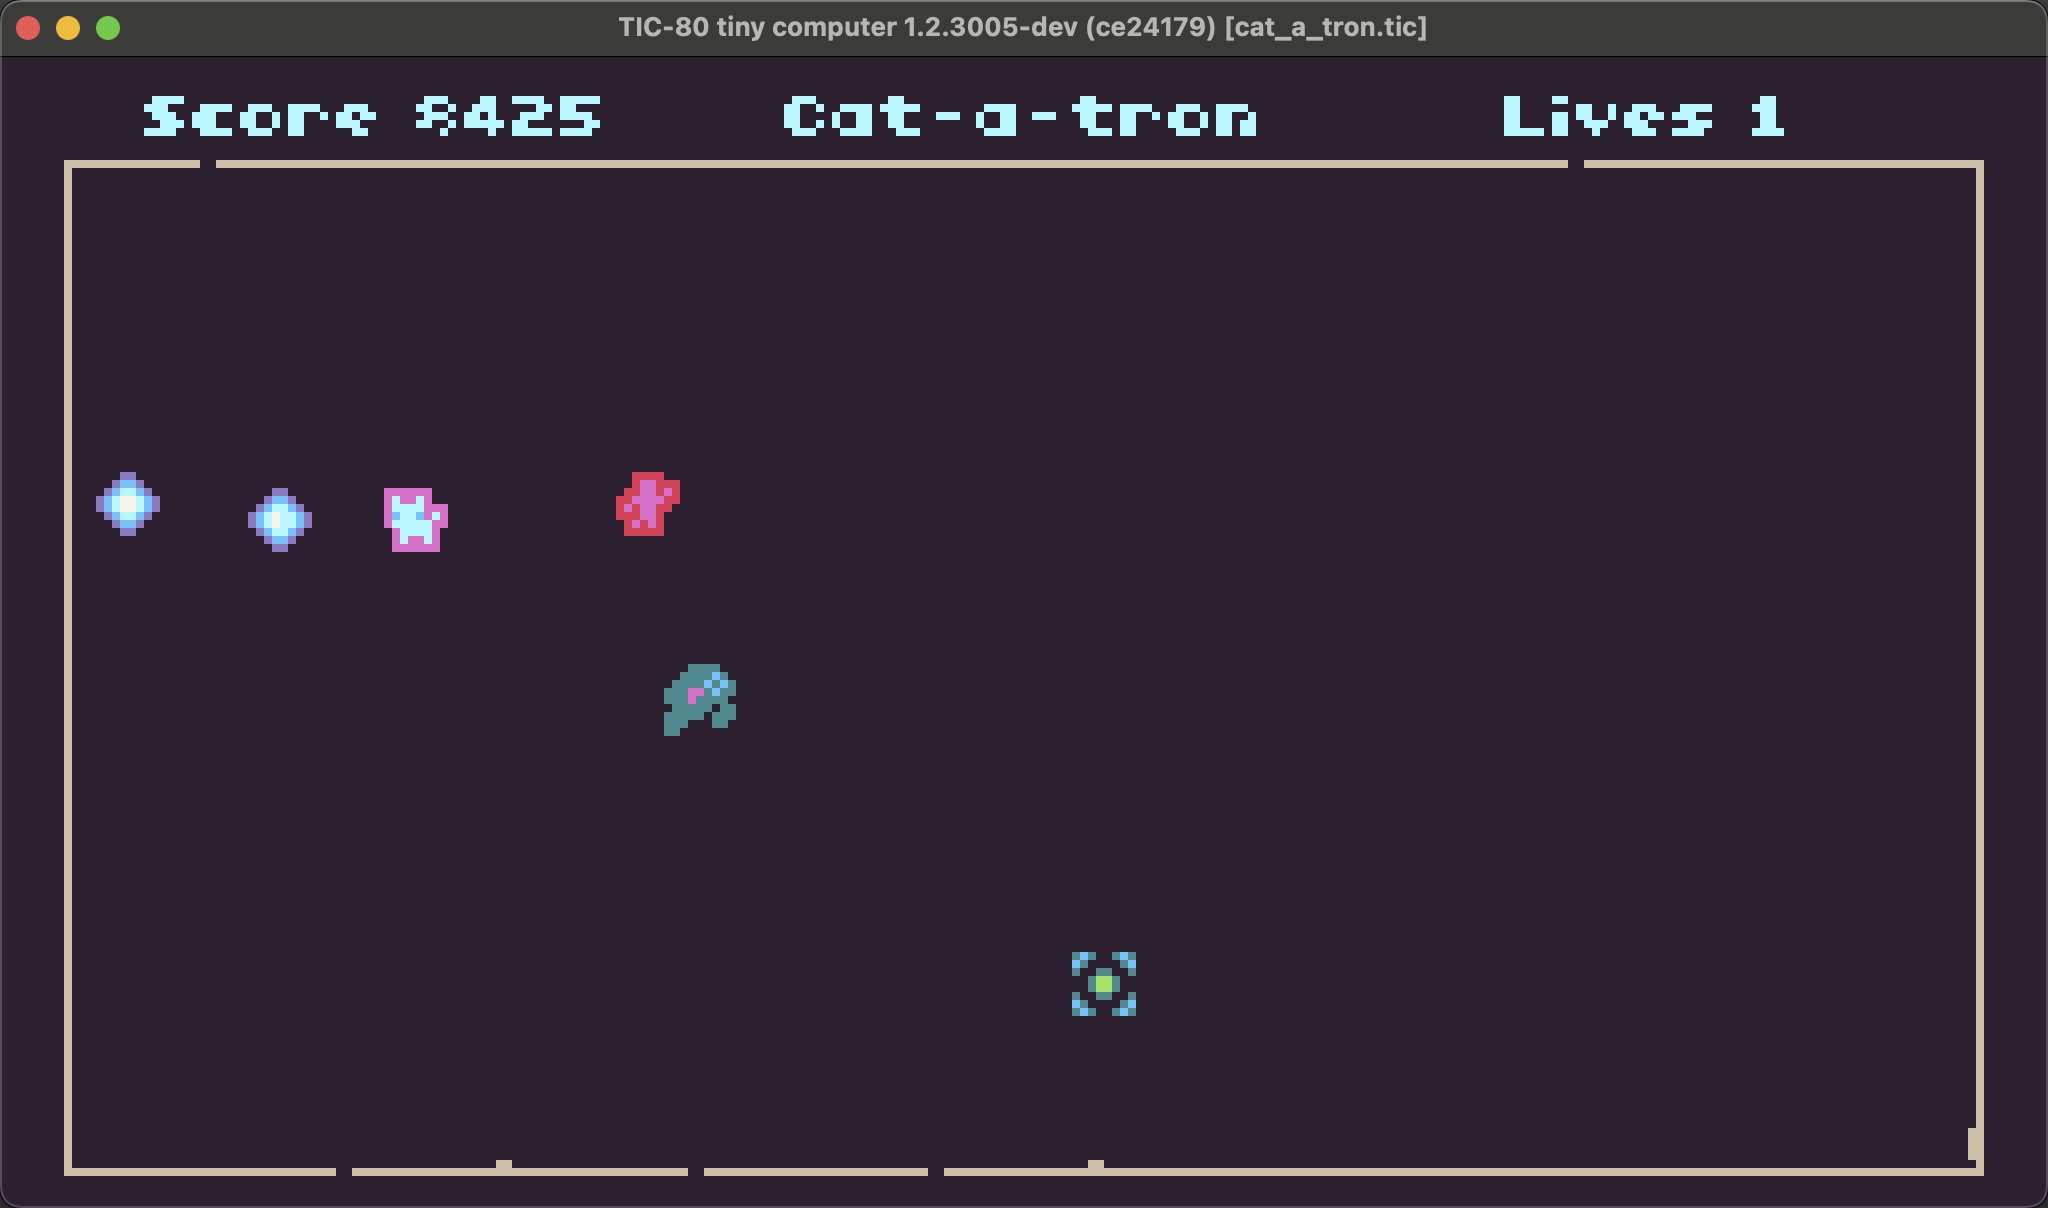 TIC-80 tiny computer 1.2.3005-dev (ce24179) [cat_a_tron.tic]
Score 8425 Cat-a-tron Lives 1